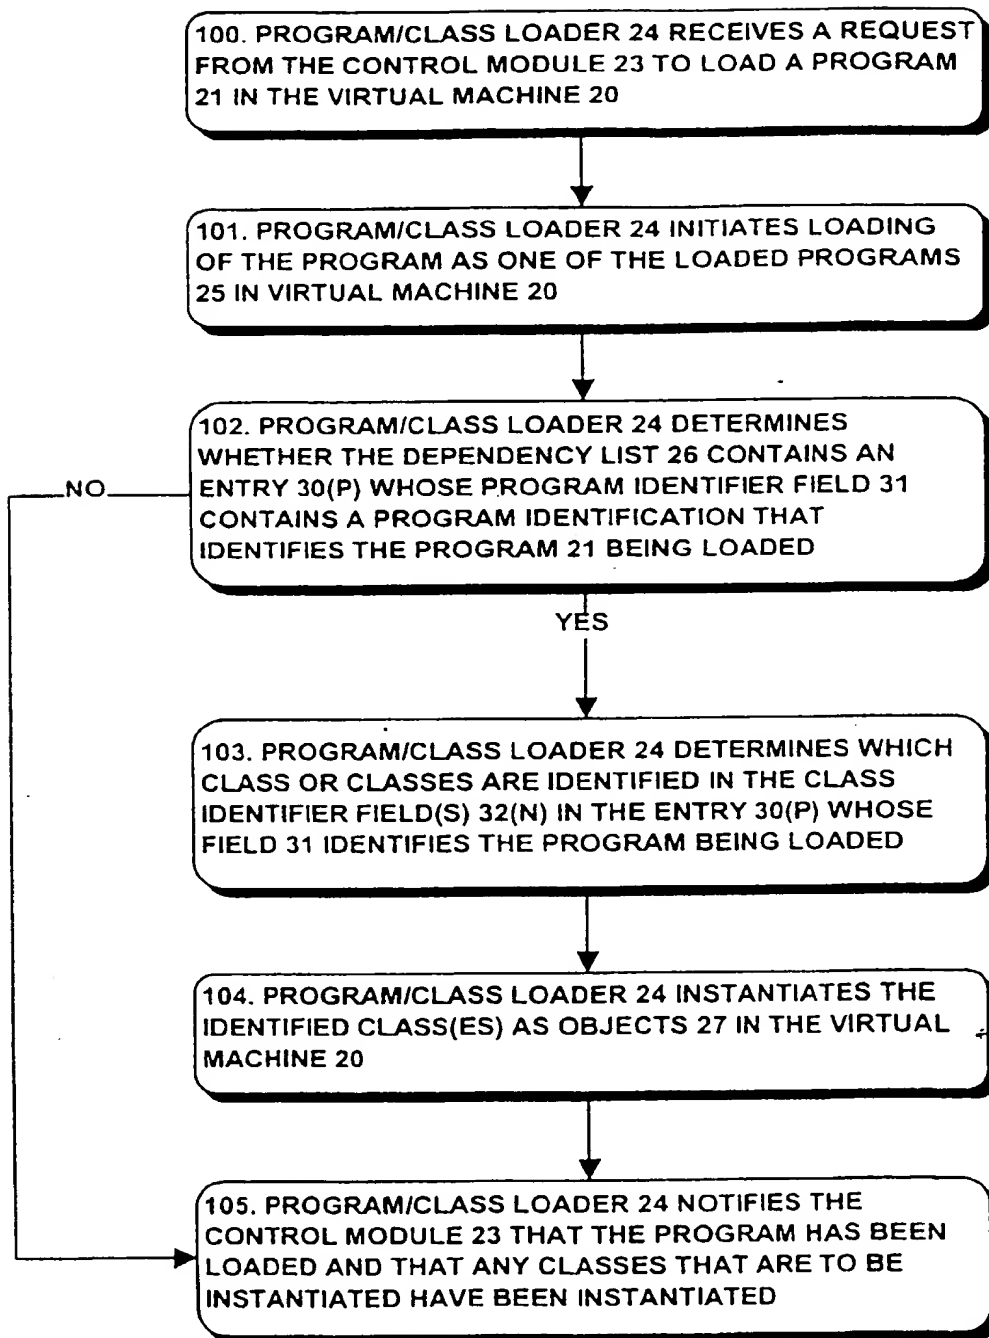 100. PROGRAM/CLASS LOADER 24 RECEIVES A REQUEST
FROM THE CONTROL MODULE 23 TO LOAD A PROGRAM
21 IN THE VIRTUAL MACHINE 20
101. PROGRAM/CLASS LOADER 24 INITIATES LOADING
OF THE PROGRAM AS ONE OF THE LOADED PROGRAMS
25 IN VIRTUAL MACHINE 20
102. PROGRAM/CLASS LOADER 24 DETERMINES
WHETHER THE DEPENDENCY LIST 26 CONTAINS AN
ENTRY 30(P) WHOSE PROGRAM IDENTIFIER FIELD 31
CONTAINS A PROGRAM IDENTIFICATION THAT
IDENTIFIES THE PROGRAM 21 BEING LOADED
NO
YES
103. PROGRAM/CLASS LOADER 24 DETERMINES WHICH
CLASS OR CLASSES ARE IDENTIFIED IN THE CLASS
IDENTIFIER FIELD(S) 32(N) IN THE ENTRY 30(P) WHOSE
FIELD 31 IDENTIFIES THE PROGRAM BEING LOADED
104. PROGRAM/CLASS LOADER 24 INSTANTIATES THE
IDENTIFIED CLASS(ES) AS OBJECTS 27 IN THE VIRTUAL
MACHINE 20
105. PROGRAM/CLASS LOADER 24 NOTIFIES THE
CONTROL MODULE 23 THAT THE PROGRAM HAS BEEN
LOADED AND THAT ANY CLASSES THAT ARE TO BE
INSTANTIATED HAVE BEEN INSTANTIATED